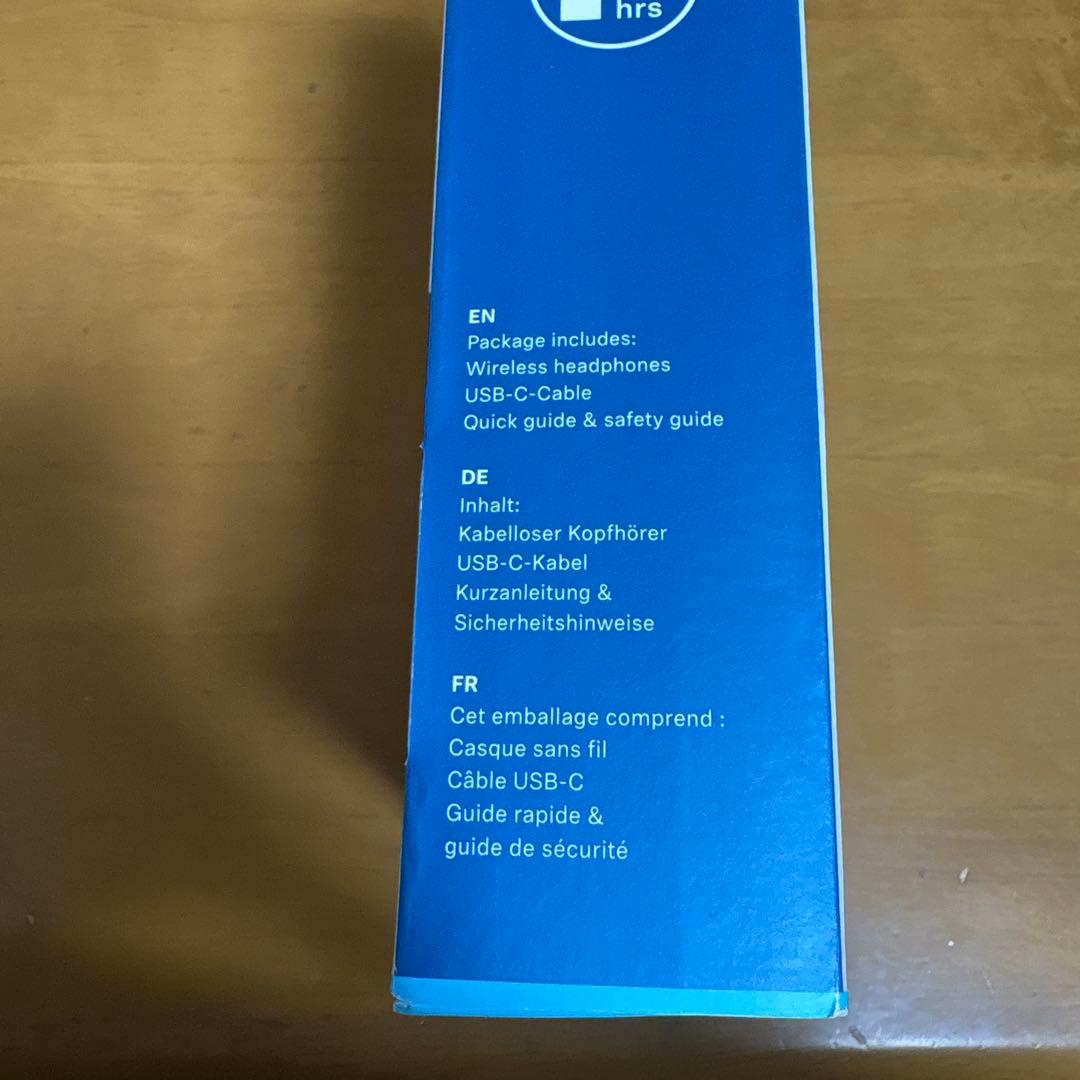 hrs
EN
Package includes:
Wireless headphones
USB-C-Cable
Quick guide & safety guide
DE
Inhalt:
Kabelloser Kopfhörer
USB-C-Kabel
Kurzanleitung &
Sicherheitshinweise
FR
Cet emballage comprend :
Casque sans fil
Câble USB-C
Guide rapide &
guide de sécurité